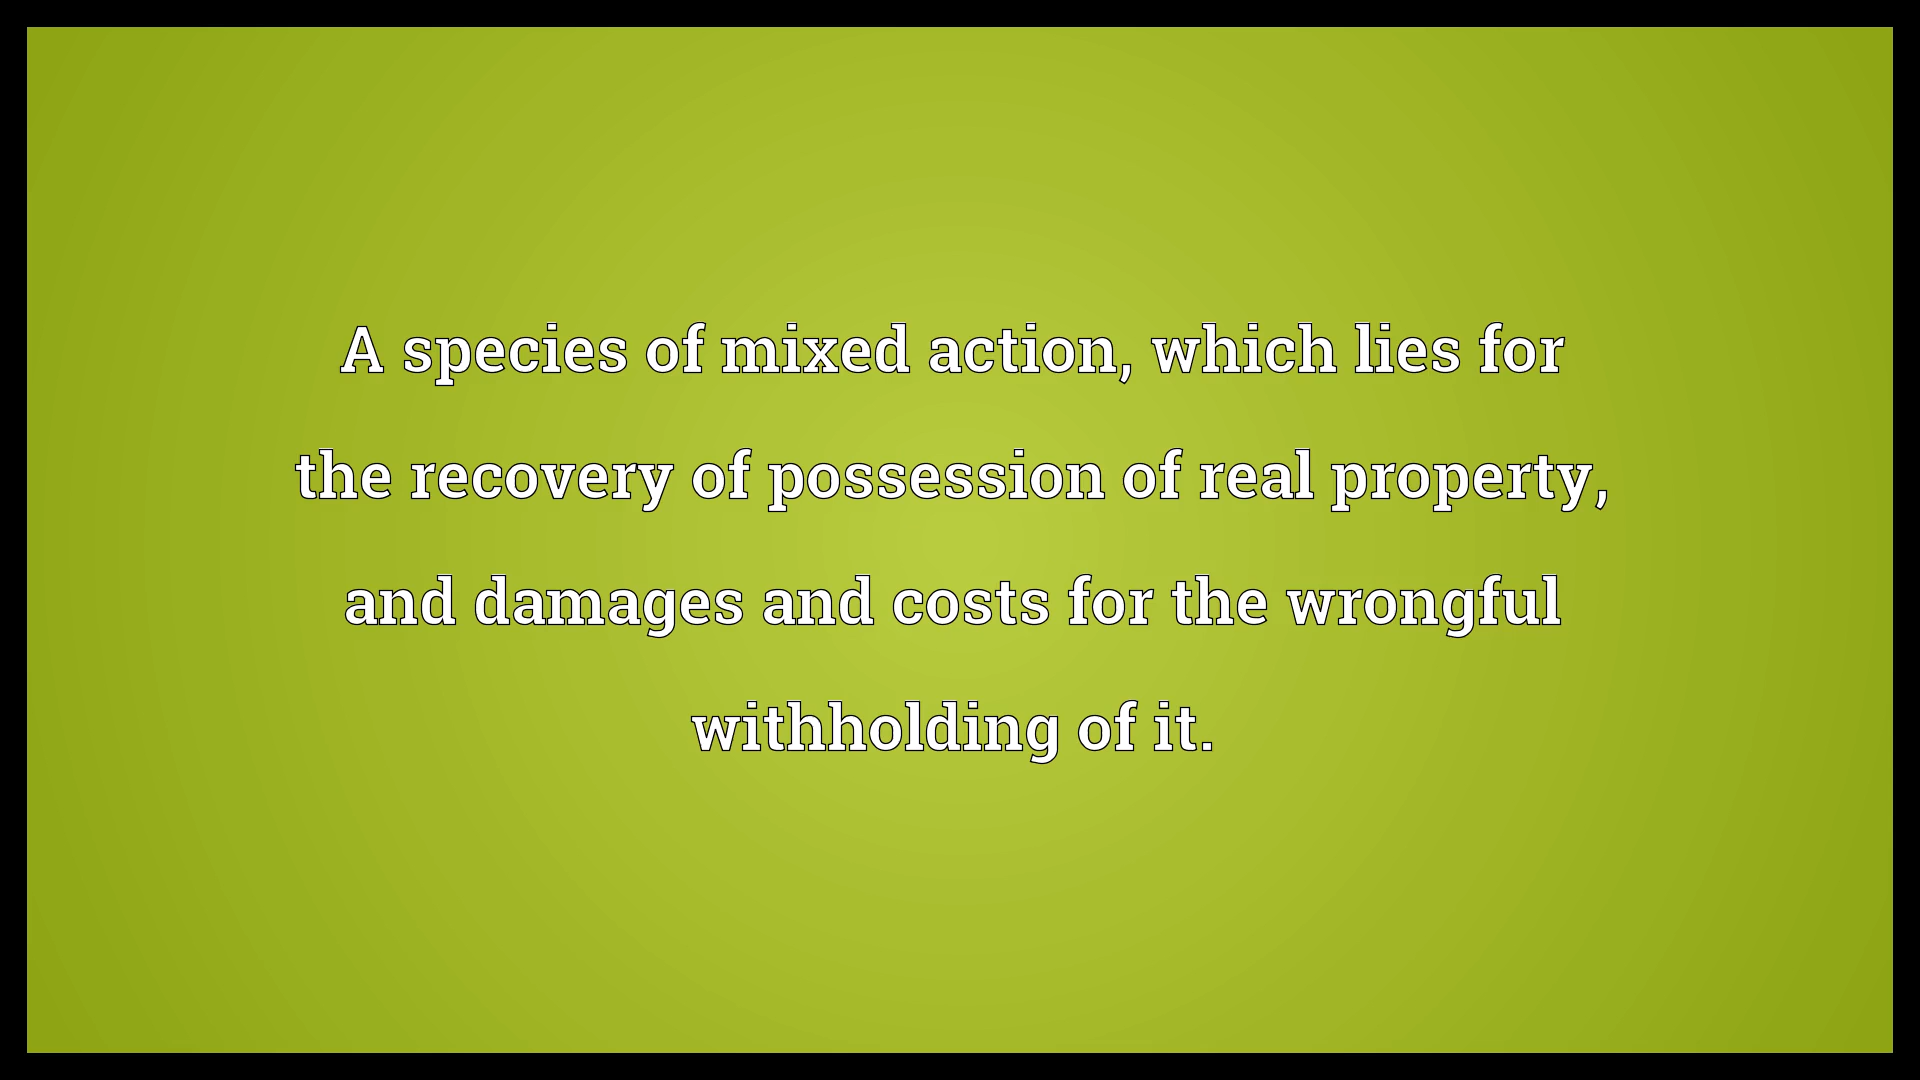 A species of mixed action, which lies for
the recovery of possession of real property,
and damages and costs for the wrongful
withholding of it.